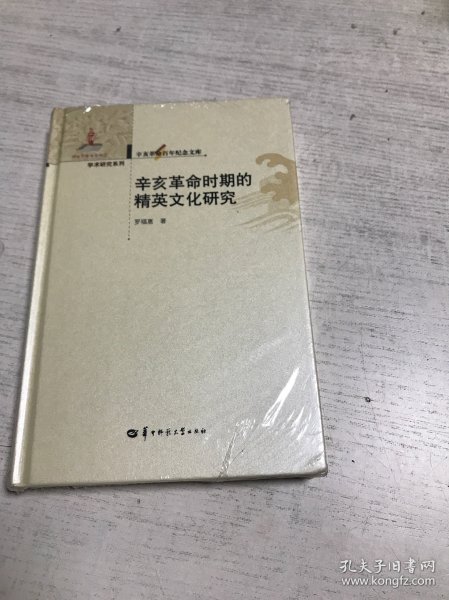 学术研究系列
辛亥革命百年纪念文库
辛亥革命时期的
精英文化研究
罗福惠 著
华中师范大学出版社
孔夫子旧书网
www.kongfz.com